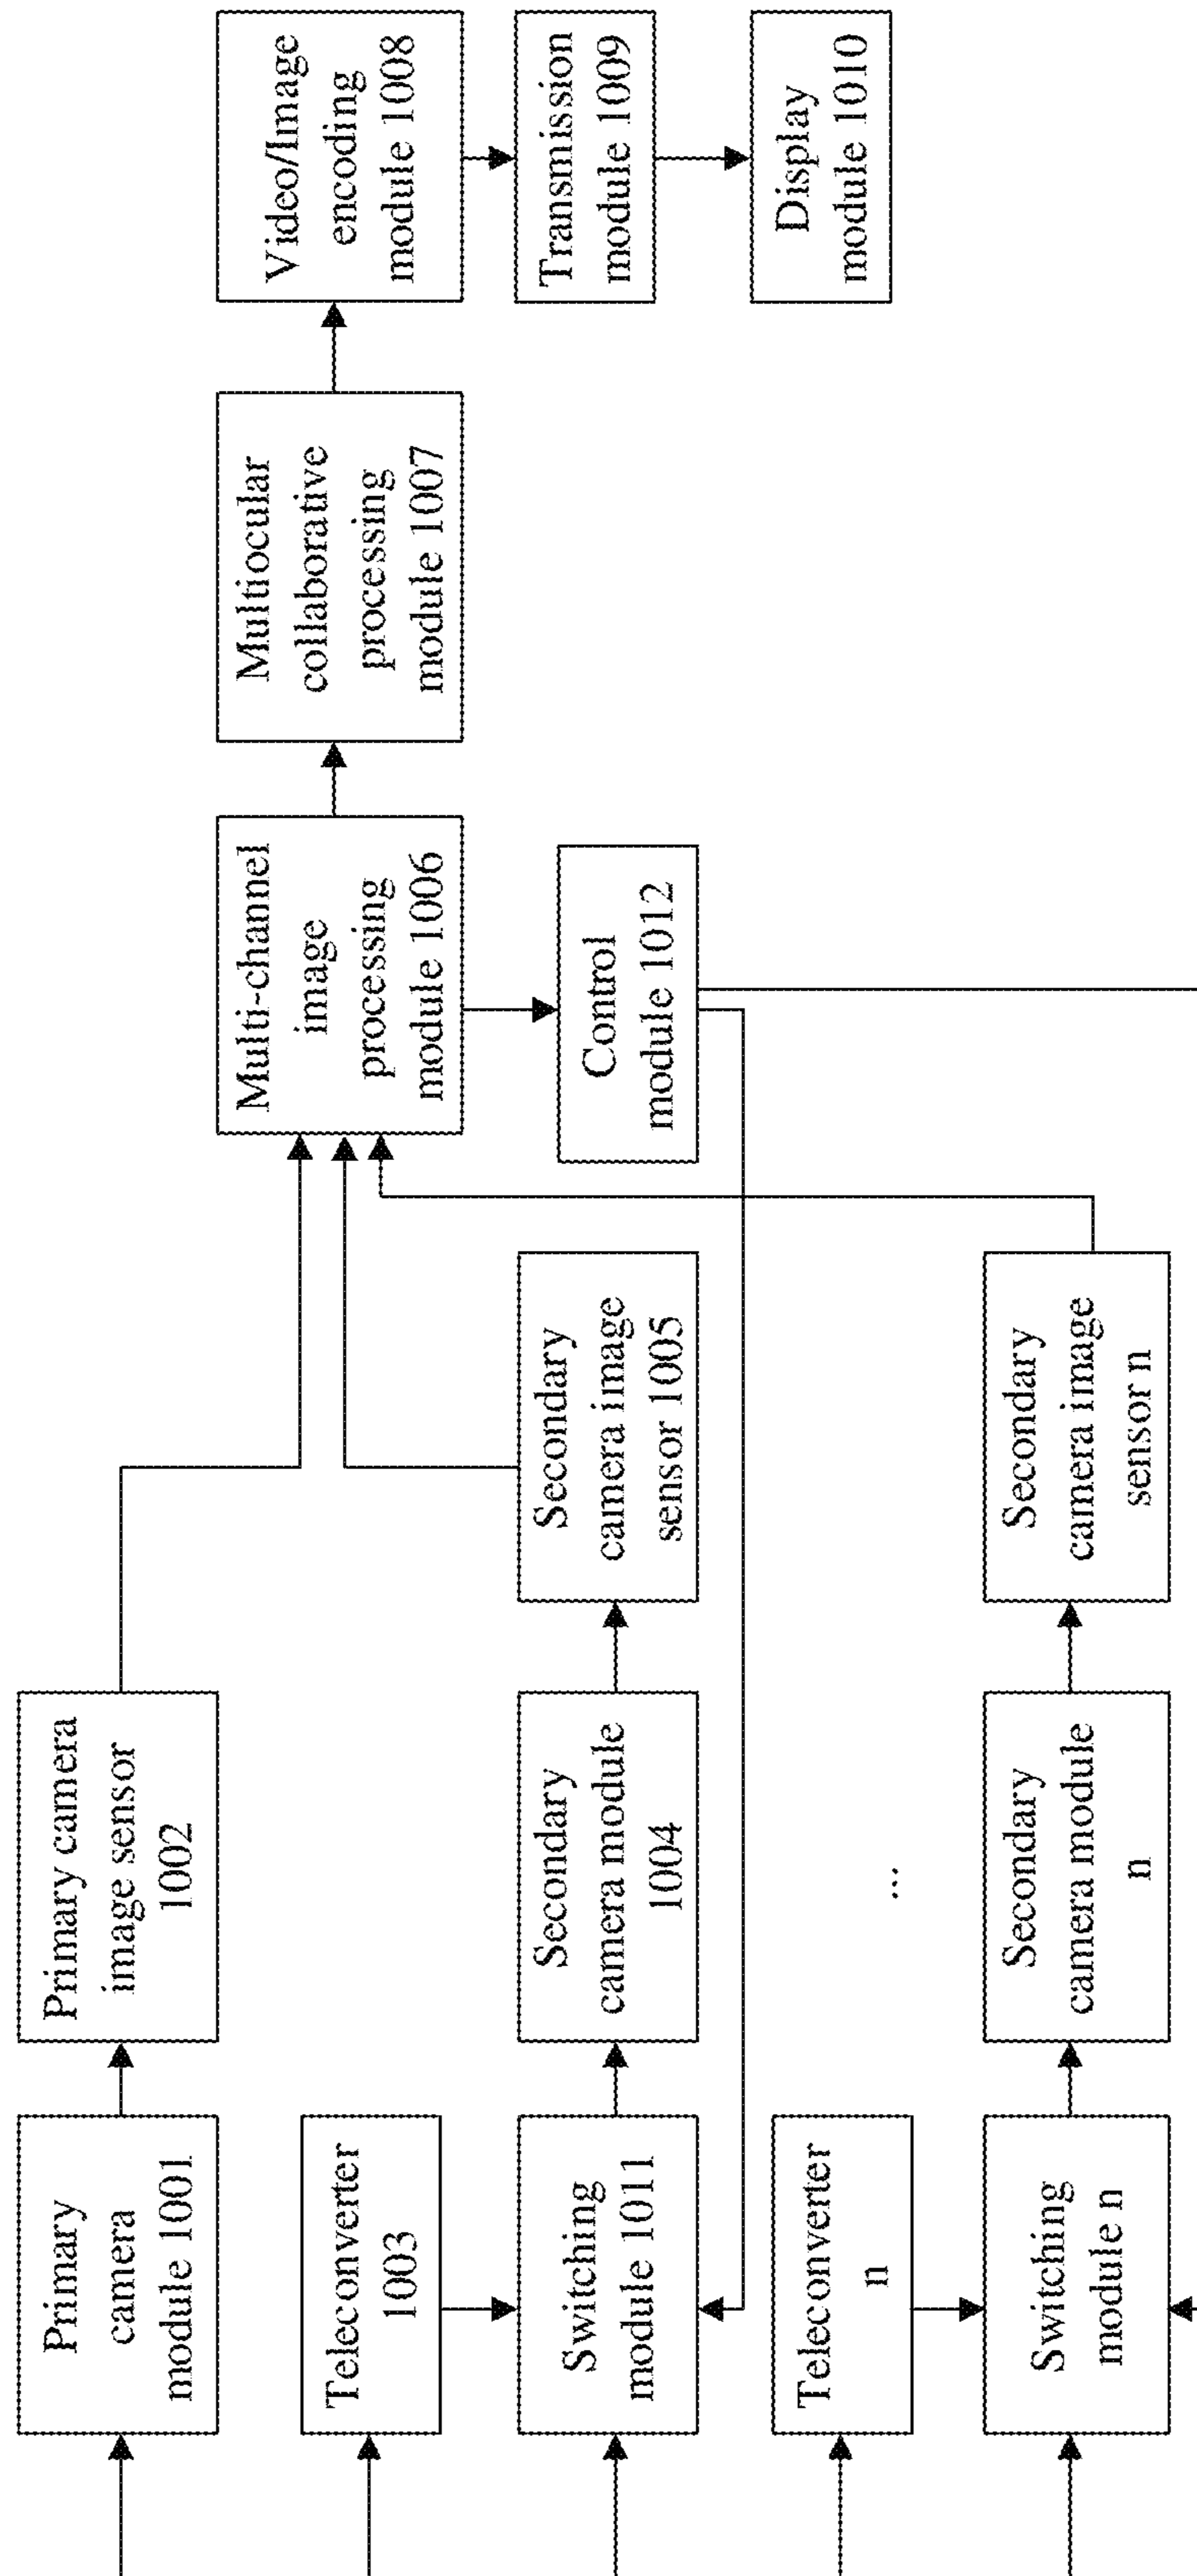 Primary
camera
module 1001
Primary camera
image sensor
1002
Teleconverter
1003
Switching
module 1011
Secondary
camera module
1004
Secondary
camera image
sensor 1005
...
Teleconverter
n
Switching
module n
Secondary
camera module
n
Secondary
camera image
sensor n
Multi-channel
image
processing
module 1006
Control
module 1012
Multiocular
collaborative
processing
module 1007
Video/Image
encoding
module 1008
Transmission
module 1009
Display
module 1010